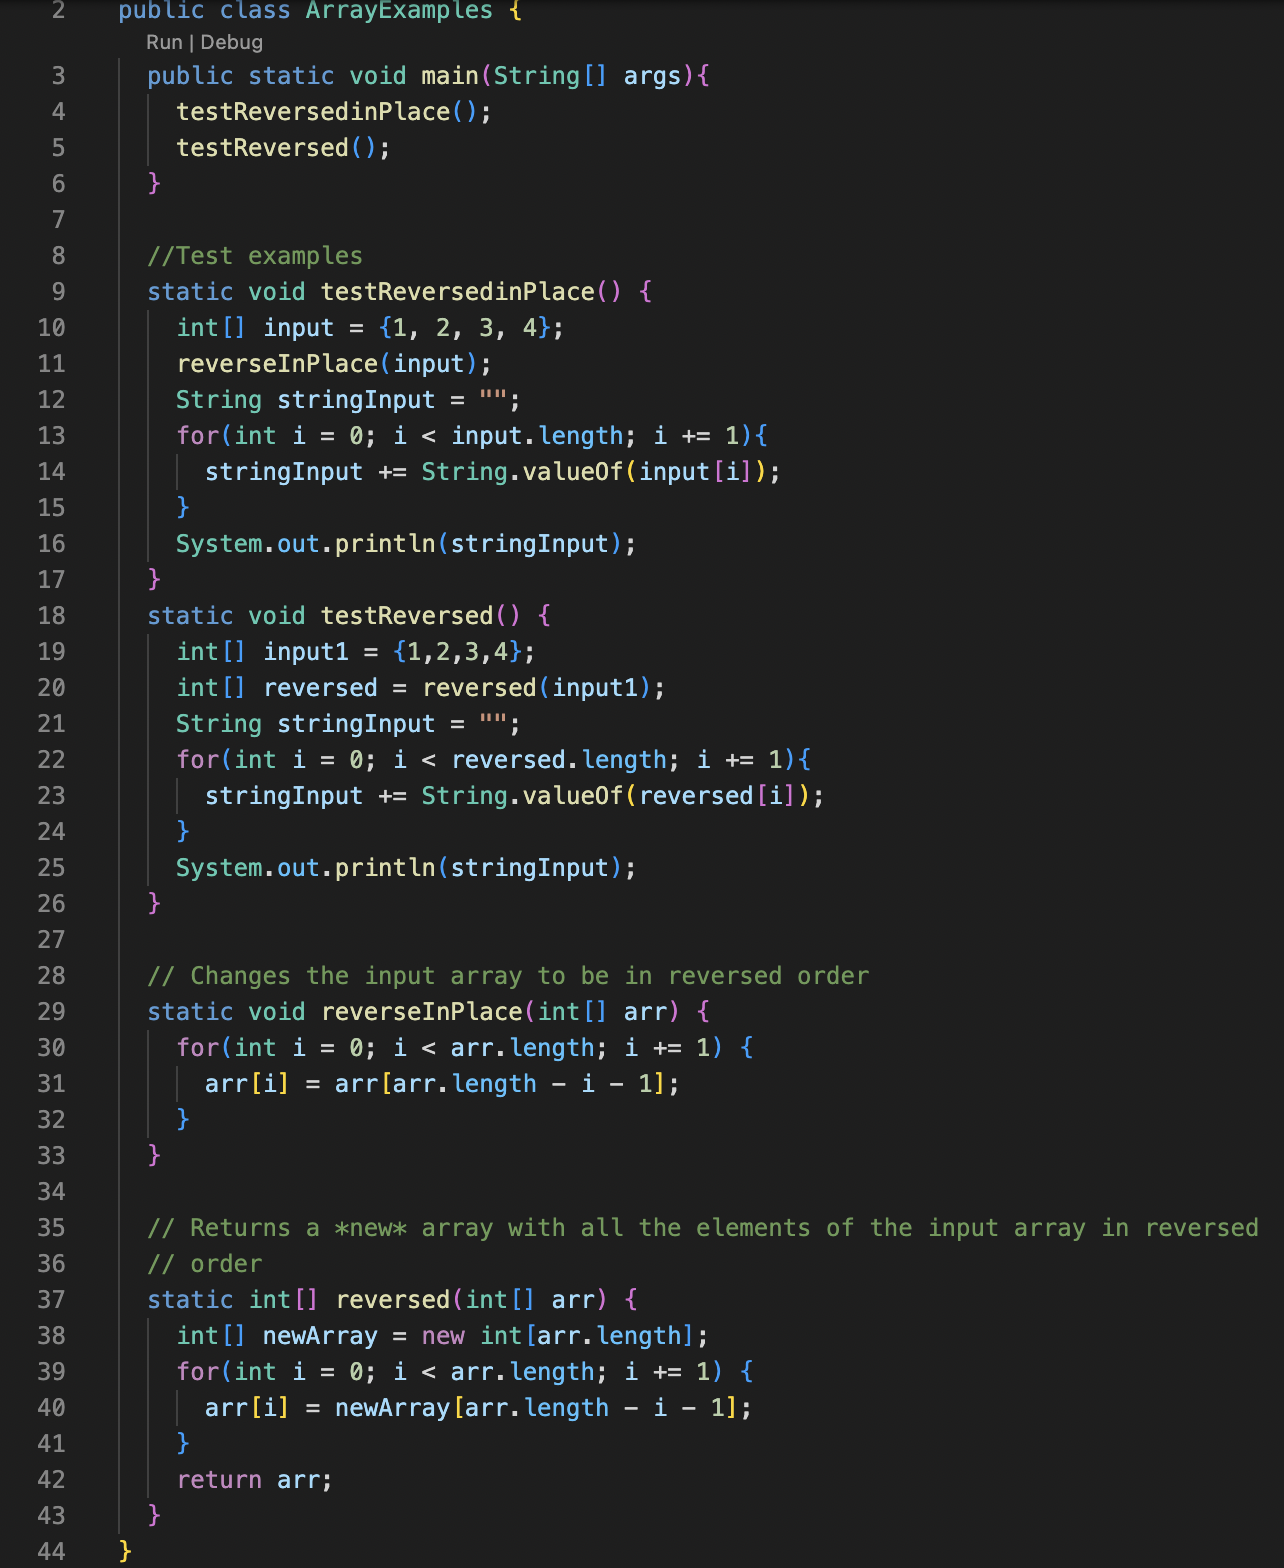 2 public class ArrayExamples {
Run | Debug
3 public static void main(String[] args){
4 testReversedinPlace();
5 testReversed();
6 }
7
8 //Test examples
9 static void testReversedinPlace() {
10 int[] input = {1, 2, 3, 4};
11 reverseInPlace(input);
12 String stringInput = "";
13 for(int i = 0; i < input.length; i += 1){
14 stringInput += String.valueOf(input[i]);
15 }
16 System.out.println(stringInput);
17 }
18 static void testReversed() {
19 int[] input1 = {1,2,3,4};
20 int[] reversed = reversed(input1);
21 String stringInput = "";
22 for(int i = 0; i < reversed.length; i += 1){
23 stringInput += String.valueOf(reversed[i]);
24 }
25 System.out.println(stringInput);
26 }
27
28 // Changes the input array to be in reversed order
29 static void reverseInPlace(int[] arr) {
30 for(int i = 0; i < arr.length; i += 1) {
31 arr[i] = arr[arr.length - i - 1];
32 }
33 }
34
35 // Returns a *new* array with all the elements of the input array in reversed
36 // order
37 static int[] reversed(int[] arr) {
38 int[] newArray = new int[arr.length];
39 for(int i = 0; i < arr.length; i += 1) {
40 arr[i] = newArray[arr.length - i - 1];
41 }
42 return arr;
43 }
44 }